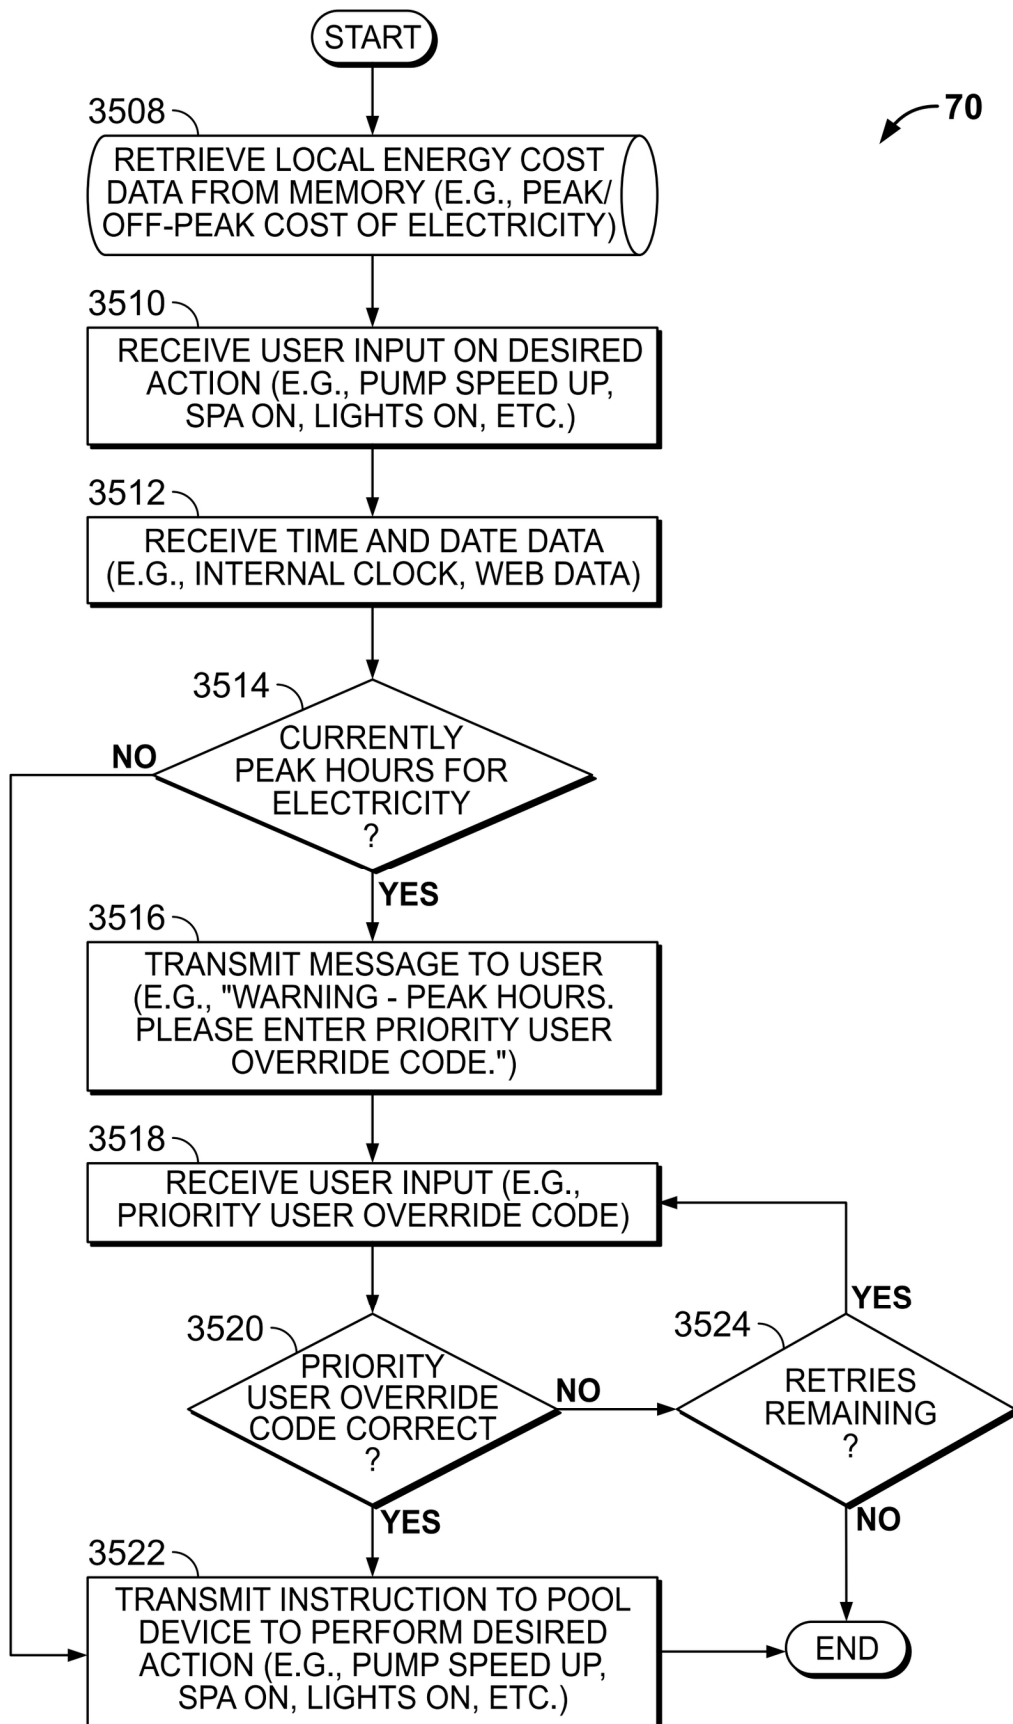 START
70
3508
RETRIEVE LOCAL ENERGY COST
DATA FROM MEMORY (E.G., PEAK/
OFF-PEAK COST OF ELECTRICITY)
3510
RECEIVE USER INPUT ON DESIRED
ACTION (E.G., PUMP SPEED UP,
SPA ON, LIGHTS ON, ETC.)
3512
RECEIVE TIME AND DATE DATA
(E.G., INTERNAL CLOCK, WEB DATA)
3514
CURRENTLY
PEAK HOURS FOR
ELECTRICITY
?
NO
YES
3516
TRANSMIT MESSAGE TO USER
(E.G., "WARNING - PEAK HOURS.
PLEASE ENTER PRIORITY USER
OVERRIDE CODE.")
3518
RECEIVE USER INPUT (E.G.,
PRIORITY USER OVERRIDE CODE)
3520
PRIORITY
USER OVERRIDE
CODE CORRECT
?
NO
YES
3524
RETRIES
REMAINING
?
YES
NO
3522
TRANSMIT INSTRUCTION TO POOL
DEVICE TO PERFORM DESIRED
ACTION (E.G., PUMP SPEED UP,
SPA ON, LIGHTS ON, ETC.)
END